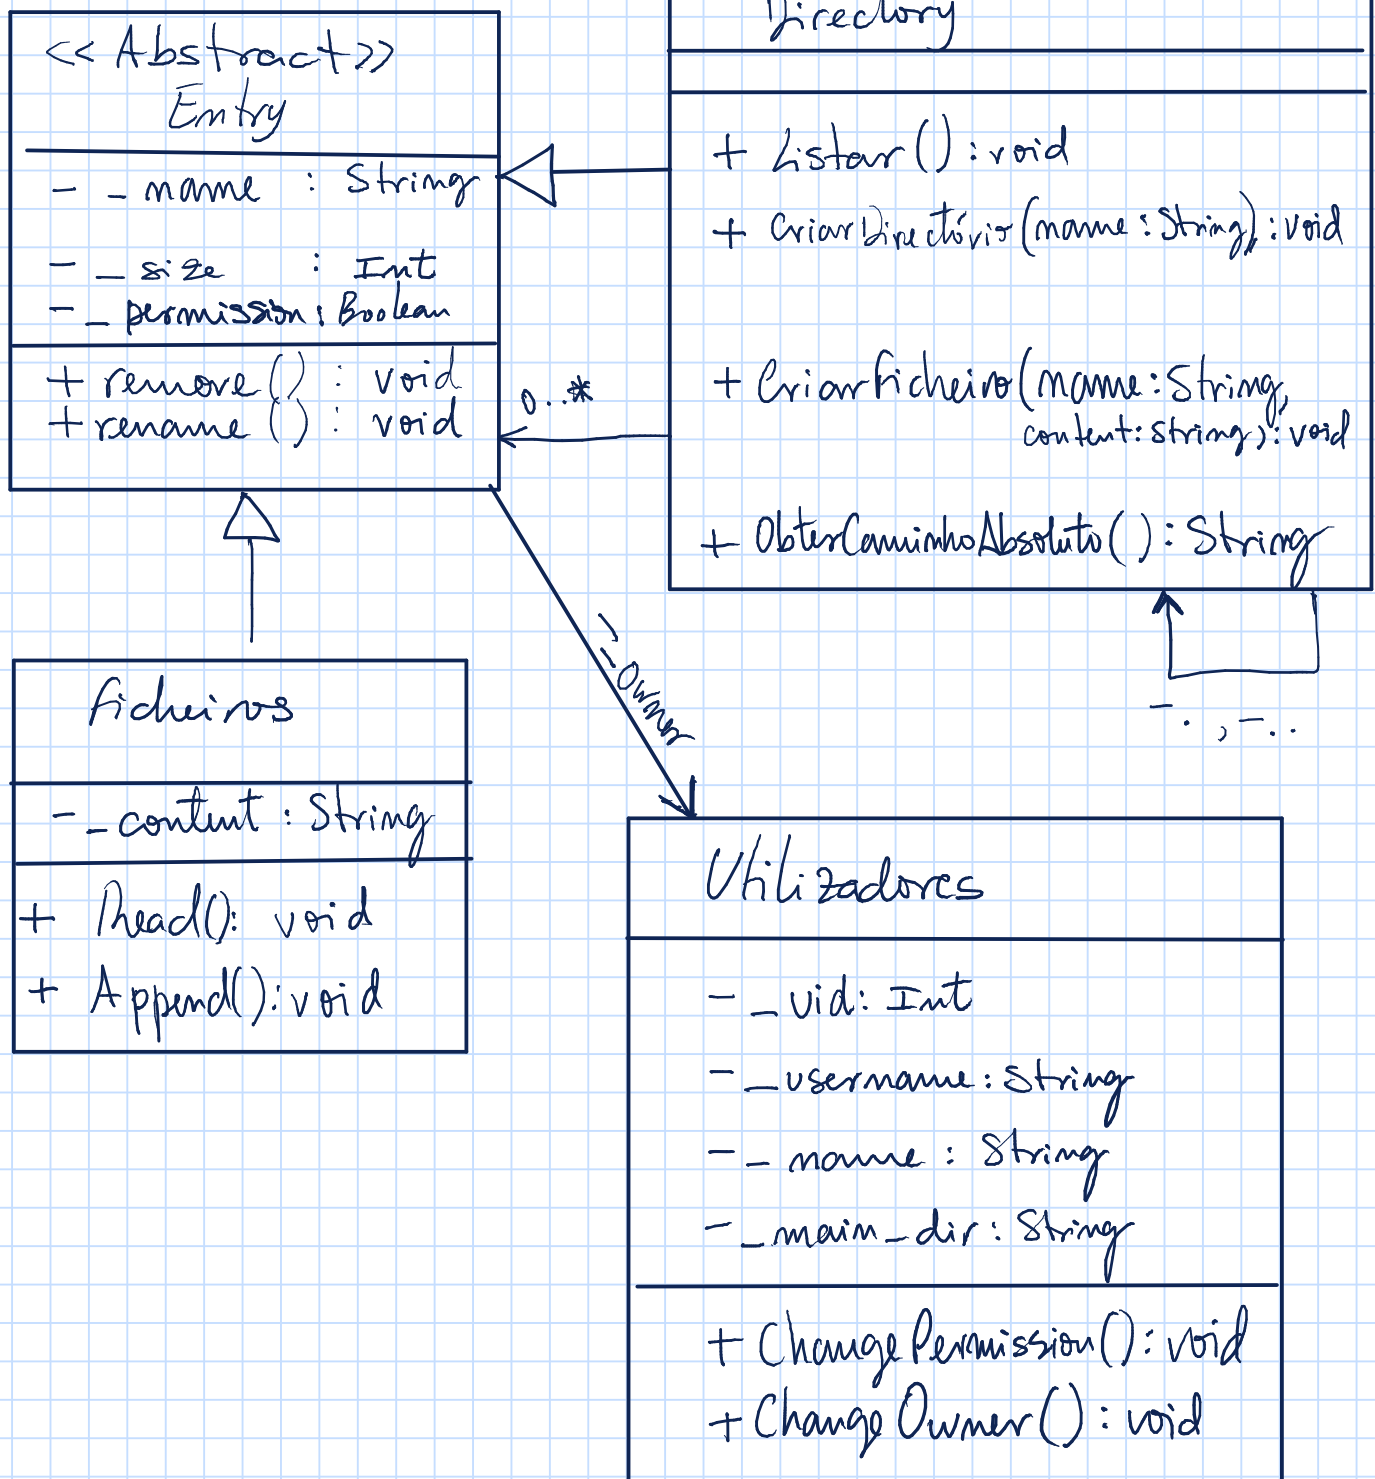 << Abstract >>
Entry
- _name : String
- _size : Int
- _permission : Boolean
+ remove() : void
+ rename() : void
Directory
+ Listar() : void
+ CriarDirectório(name : String) : void
+ CriarFicheiro(name : String,
content : String) : void
+ ObterCaminhoAbsoluto() : String
0..*
- _owner
- . , - ..
Ficheiros
- _content : String
+ Read() : void
+ Append() : void
Utilizadores
- _uid : Int
- _username : String
- _name : String
- _main_dir : String
+ ChangePermission() : void
+ ChangeOwner() : void